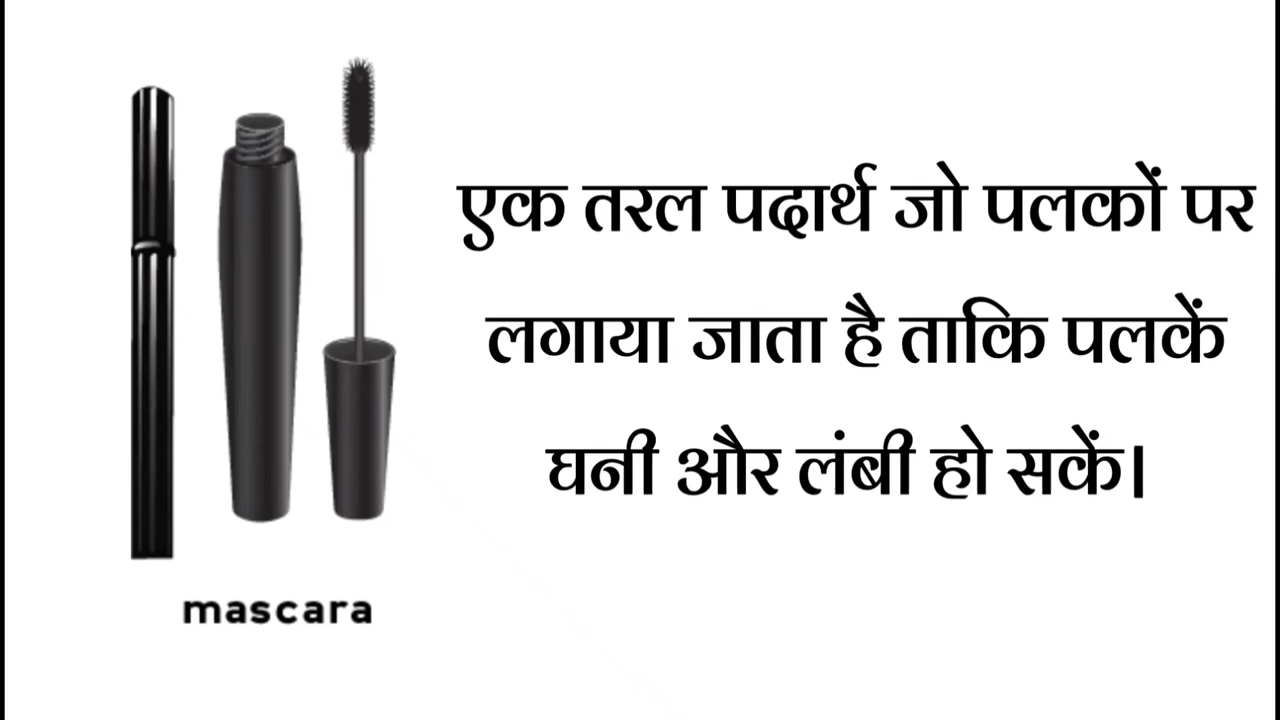 एक तरल पदार्थ जो पलकों पर
लगाया जाता है ताकि पलकें
घनी और लंबी हो सकें।
mascara